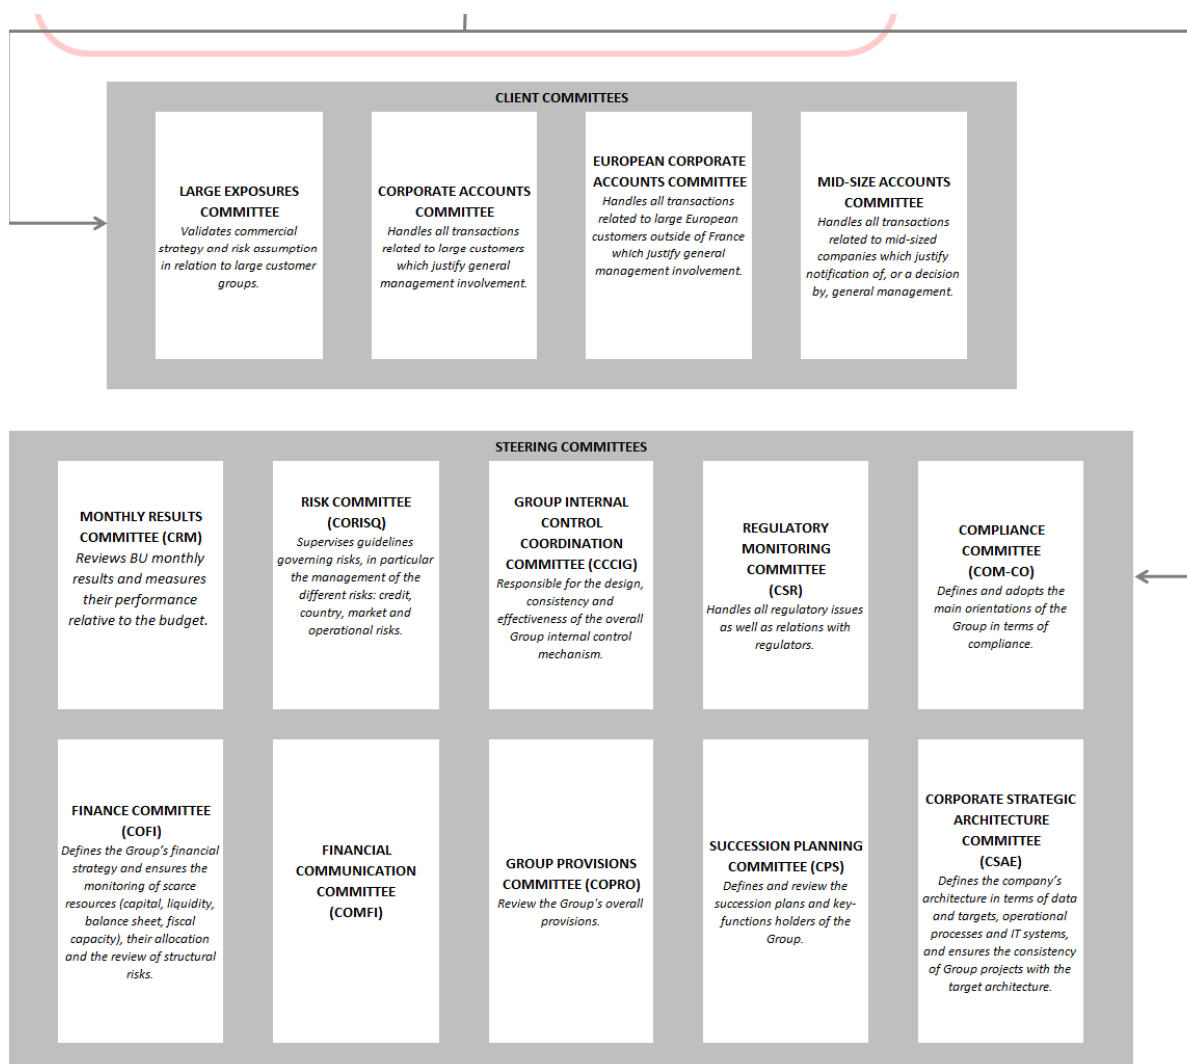 CLIENT COMMITTEES
LARGE EXPOSURES
COMMITTEE
Validates commercial
strategy and risk assumption
in relation to large customer
groups.
CORPORATE ACCOUNTS
COMMITTEE
Handles all transactions
related to large customers
which justify general
management involvement.
EUROPEAN CORPORATE
ACCOUNTS COMMITTEE
Handles all transactions
related to large European
customers outside of France
which justify general
management involvement.
MID-SIZE ACCOUNTS
COMMITTEE
Handles all transactions
related to mid-sized
companies which justify
notification of, or a decision
by, general management.
STEERING COMMITTEES
MONTHLY RESULTS
COMMITTEE (CRM)
Reviews BU monthly
results and measures
their performance
relative to the budget.
RISK COMMITTEE
(CORISQ)
Supervises guidelines
governing risks, in particular
the management of the
different risks: credit,
country, market and
operational risks.
GROUP INTERNAL
CONTROL
COORDINATION
COMMITTEE (CCCIG)
Responsible for the design,
consistency and
effectiveness of the overall
Group internal control
mechanism.
REGULATORY
MONITORING
COMMITTEE
(CSR)
Handles all regulatory issues
as well as relations with
regulators.
COMPLIANCE
COMMITTEE
(COM-CO)
Defines and adopts the
main orientations of the
Group in terms of
compliance.
FINANCE COMMITTEE
(COFI)
Defines the Group's financial
strategy and ensures the
monitoring of scarce
resources (capital, liquidity,
balance sheet, fiscal
capacity), their allocation
and the review of structural
risks.
FINANCIAL
COMMUNICATION
COMMITTEE
(COMFI)
GROUP PROVISIONS
COMMITTEE (COPRO)
Review the Group's overall
provisions.
SUCCESSION PLANNING
COMMITTEE (CPS)
Defines and review the
succession plans and key-
functions holders of the
Group.
CORPORATE STRATEGIC
ARCHITECTURE
COMMITTEE
(CSAE)
Defines the company's
architecture in terms of data
and targets, operational
processes and IT systems,
and ensures the consistency
of Group projects with the
target architecture.